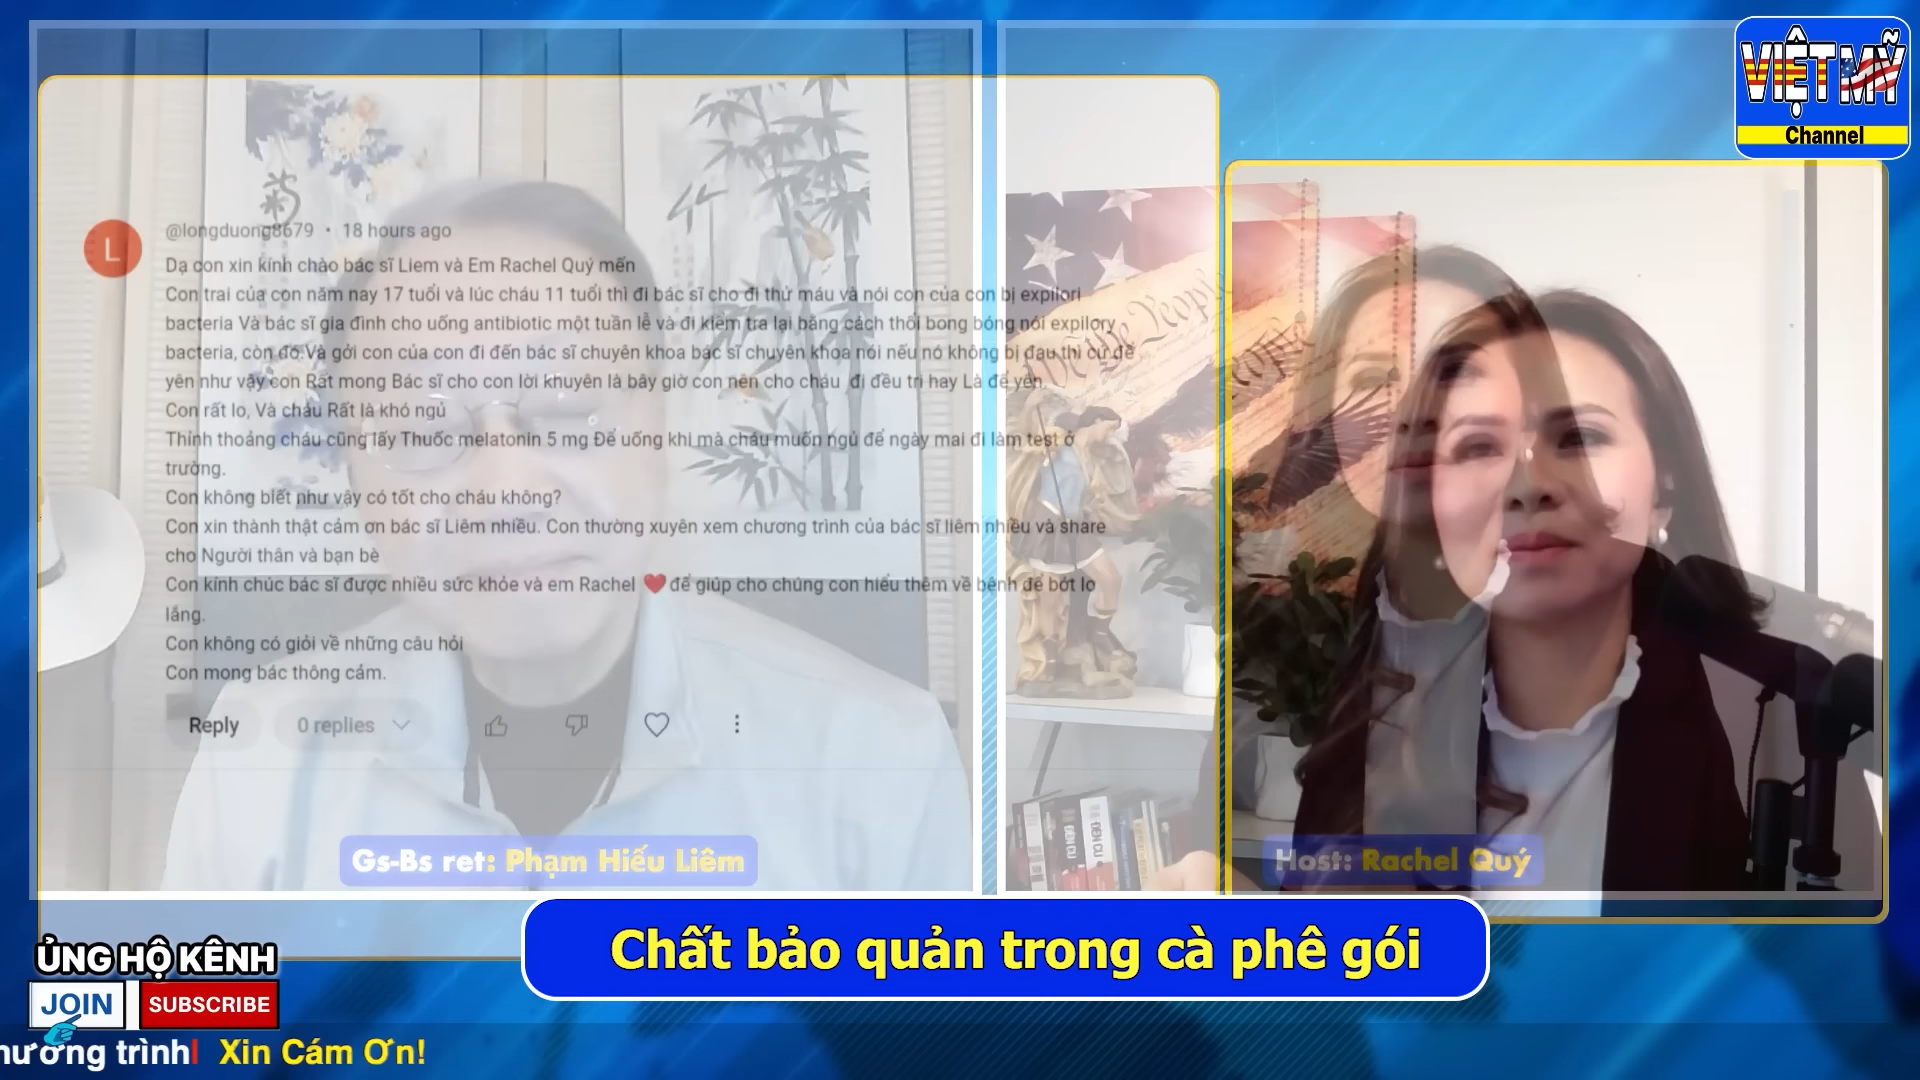 VIỆT MỸ
Channel
菊
We The People
@longduong8679 • 18 hours ago
Dạ con xin kính chào bác sĩ Liem và Em Rachel Quý mến
Con trai của con năm nay 17 tuổi và lúc cháu 11 tuổi thì đi bác sĩ cho đi thử máu và nói con của con bị expilori
bacteria Và bác sĩ gia đình cho uống antibiotic một tuần lễ và đi kiểm tra lại bằng cách thổi bong bóng nói expilory
bacteria, còn đó.Và gởi con của con đi đến bác sĩ chuyên khoa bác sĩ chuyên khoa nói nếu nó không bị đau thì cứ để
yên như vậy con Rất mong Bác sĩ cho con lời khuyên là bây giờ con nên cho cháu đi đều trị hay Là để yên.
Con rất lo, Và cháu Rất là khó ngủ
Thỉnh thoảng cháu cũng lấy Thuốc melatonin 5 mg Để uống khi mà cháu muốn ngủ để ngày mai đi làm test ở
trường.
Con không biết như vậy có tốt cho cháu không?
Con xin thành thật cảm ơn bác sĩ Liêm nhiều. Con thường xuyên xem chương trình của bác sĩ liêm nhiều và share
cho Người thân và bạn bè
Con kính chúc bác sĩ được nhiều sức khỏe và em Rachel ❤️ để giúp cho chúng con hiểu thêm về bệnh để bớt lo
lắng.
Con không có giỏi về những câu hỏi
Con mong bác thông cảm.
Reply 0 replies
Gs-Bs ret: Phạm Hiếu Liêm
Host: Rachel Quý
Chất bảo quản trong cà phê gói
ỦNG HỘ KÊNH
JOIN SUBSCRIBE
hương trình! Xin Cám Ơn!